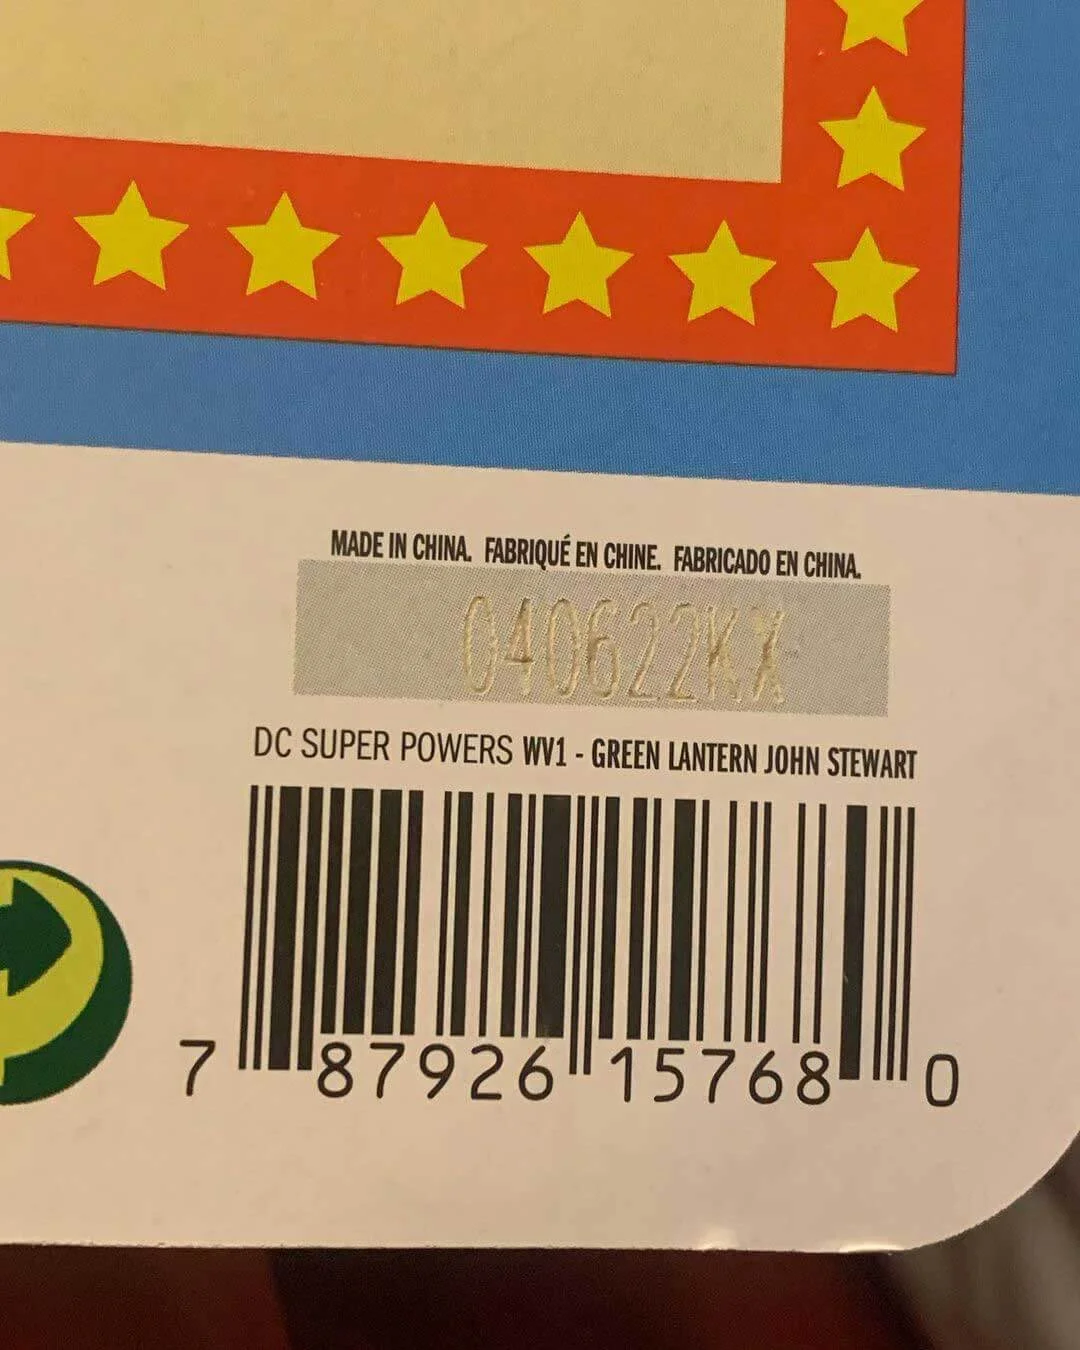 MADE IN CHINA. FABRIQUÉ EN CHINE. FABRICADO EN CHINA.
040622KX
DC SUPER POWERS WV1 - GREEN LANTERN JOHN STEWART
7 87926 15768 0